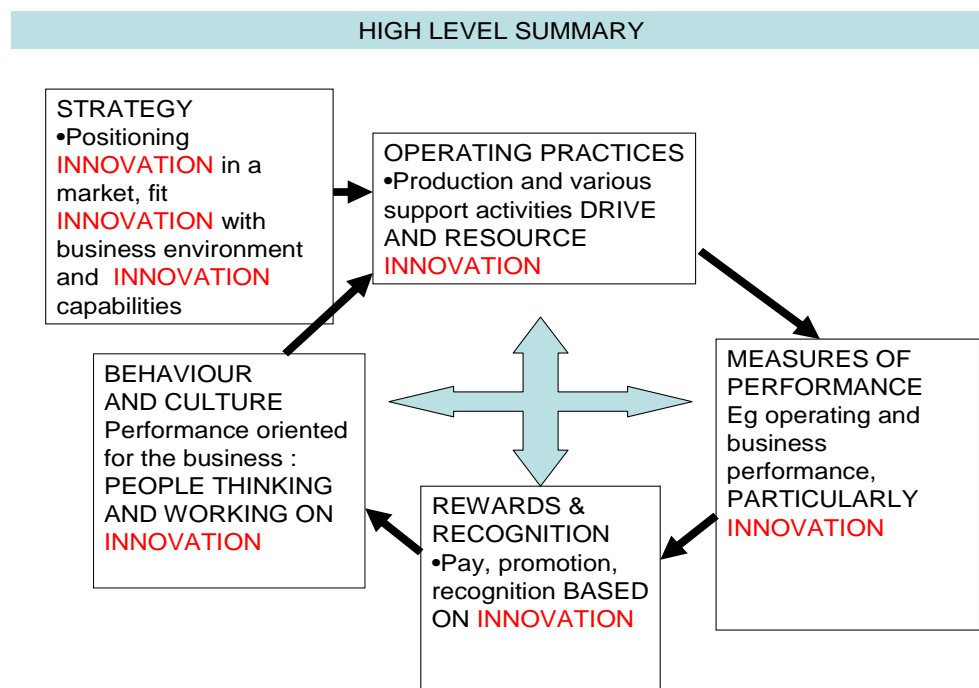 HIGH LEVEL SUMMARY
STRATEGY
•Positioning
INNOVATION in a
market, fit
INNOVATION with
business environment
and INNOVATION
capabilities
OPERATING PRACTICES
•Production and various
support activities DRIVE
AND RESOURCE
INNOVATION
MEASURES OF
PERFORMANCE
Eg operating and
business
performance,
PARTICULARLY
INNOVATION
REWARDS &
RECOGNITION
•Pay, promotion,
recognition BASED
ON INNOVATION
BEHAVIOUR
AND CULTURE
Performance oriented
for the business :
PEOPLE THINKING
AND WORKING ON
INNOVATION